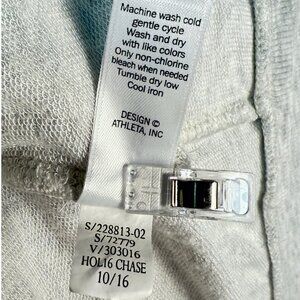 Machine wash cold
gentle cycle
Wash and dry
with like colors
Only non-chlorine
bleach when needed
Tumble dry low
Cool iron
DESIGN ©
ATHLETA, INC
S/228813-02
S/72779
V/303016
HOL16 CHASE
10/16